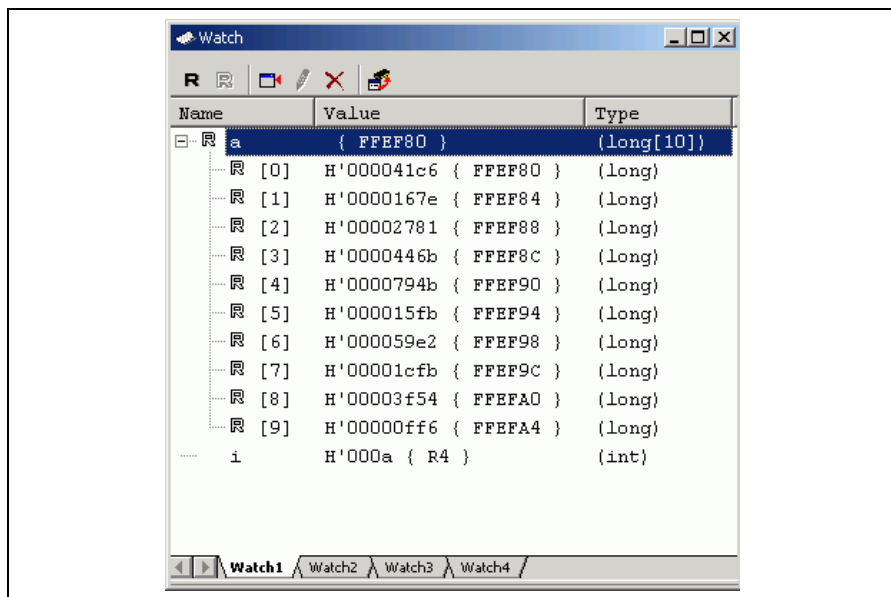 Watch
R R
Name Value Type
R a { FFEF80 } (long[10])
R [0] H'000041c6 { FFEF80 } (long)
R [1] H'0000167e { FFEF84 } (long)
R [2] H'00002781 { FFEF88 } (long)
R [3] H'0000446b { FFEF8C } (long)
R [4] H'0000794b { FFEF90 } (long)
R [5] H'000015fb { FFEF94 } (long)
R [6] H'000059e2 { FFEF98 } (long)
R [7] H'00001cfb { FFEF9C } (long)
R [8] H'00003f54 { FFEFA0 } (long)
R [9] H'00000ff6 { FFEFA4 } (long)
i H'000a { R4 } (int)
Watch1 Watch2 Watch3 Watch4